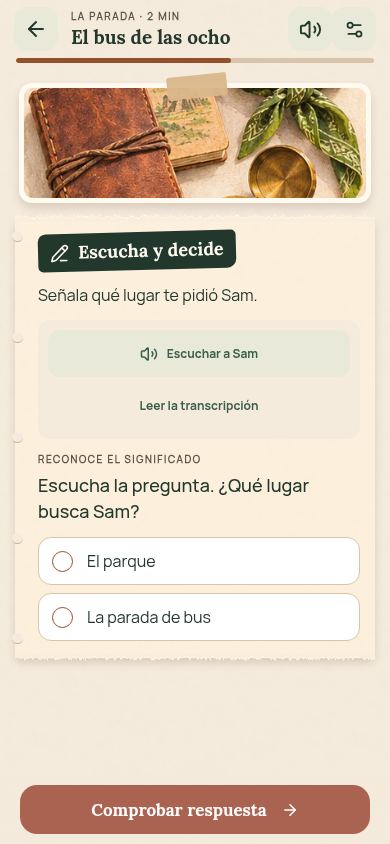 LA PARADA · 2 MIN
El bus de las ocho
Escucha y decide
Señala qué lugar te pidió Sam.
Escuchar a Sam
Leer la transcripción
RECONOCE EL SIGNIFICADO
Escucha la pregunta. ¿Qué lugar
busca Sam?
El parque
La parada de bus
Comprobar respuesta